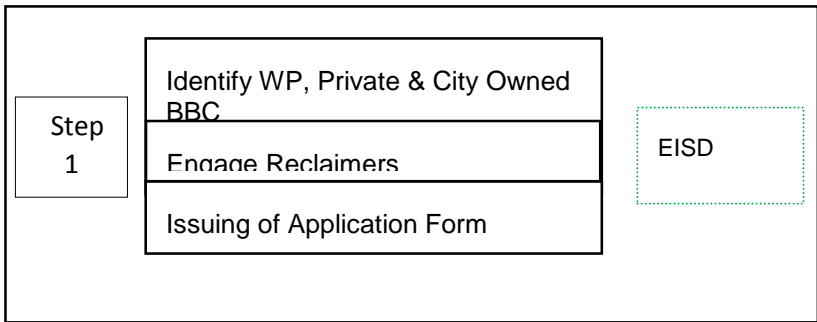 Step
1
Identify WP, Private & City Owned
BBC
Engage Reclaimers
Issuing of Application Form
EISD